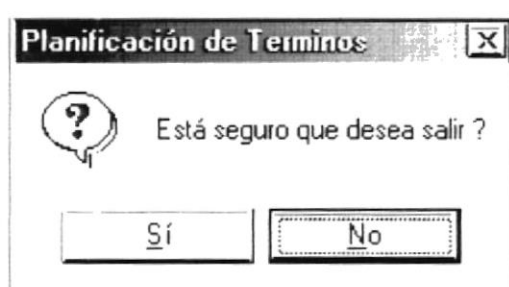 Planificación de Terminos
Está seguro que desea salir ?
Sí
No